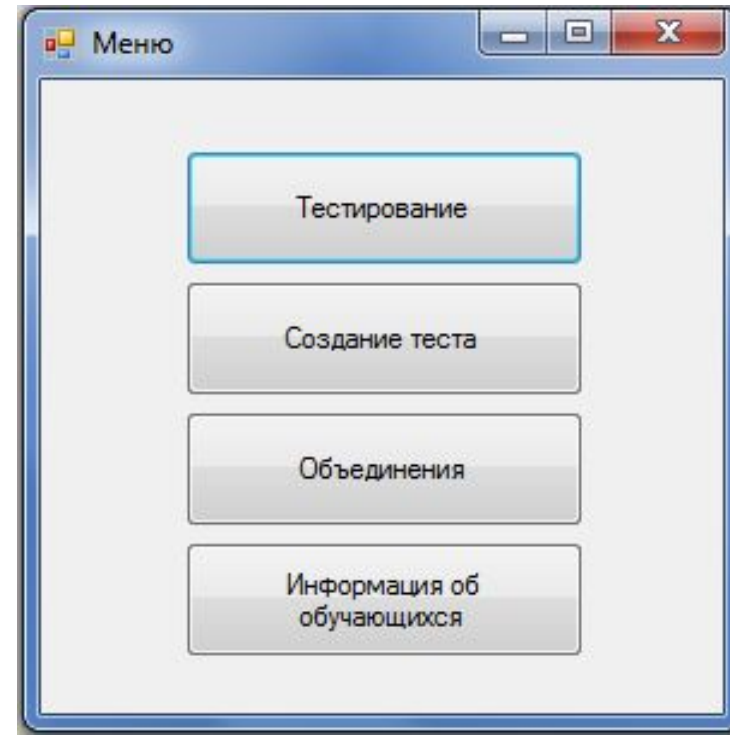 Меню
Тестирование
Создание теста
Объединения
Информация об
обучающихся